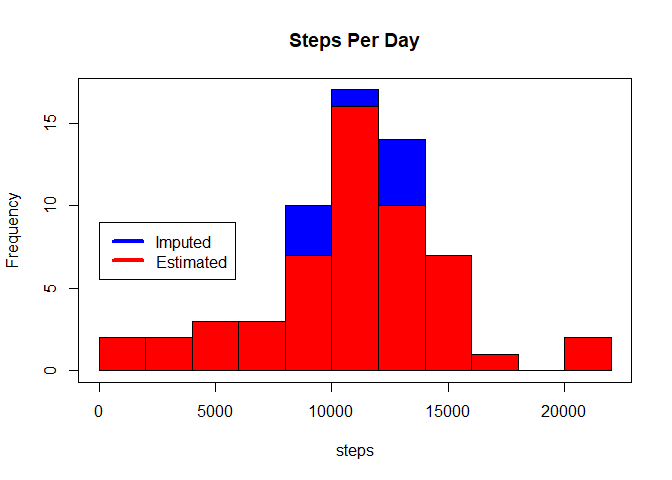 Steps Per Day
Frequency
15
10
5
0
Imputed
Estimated
0 5000 10000 15000 20000
steps